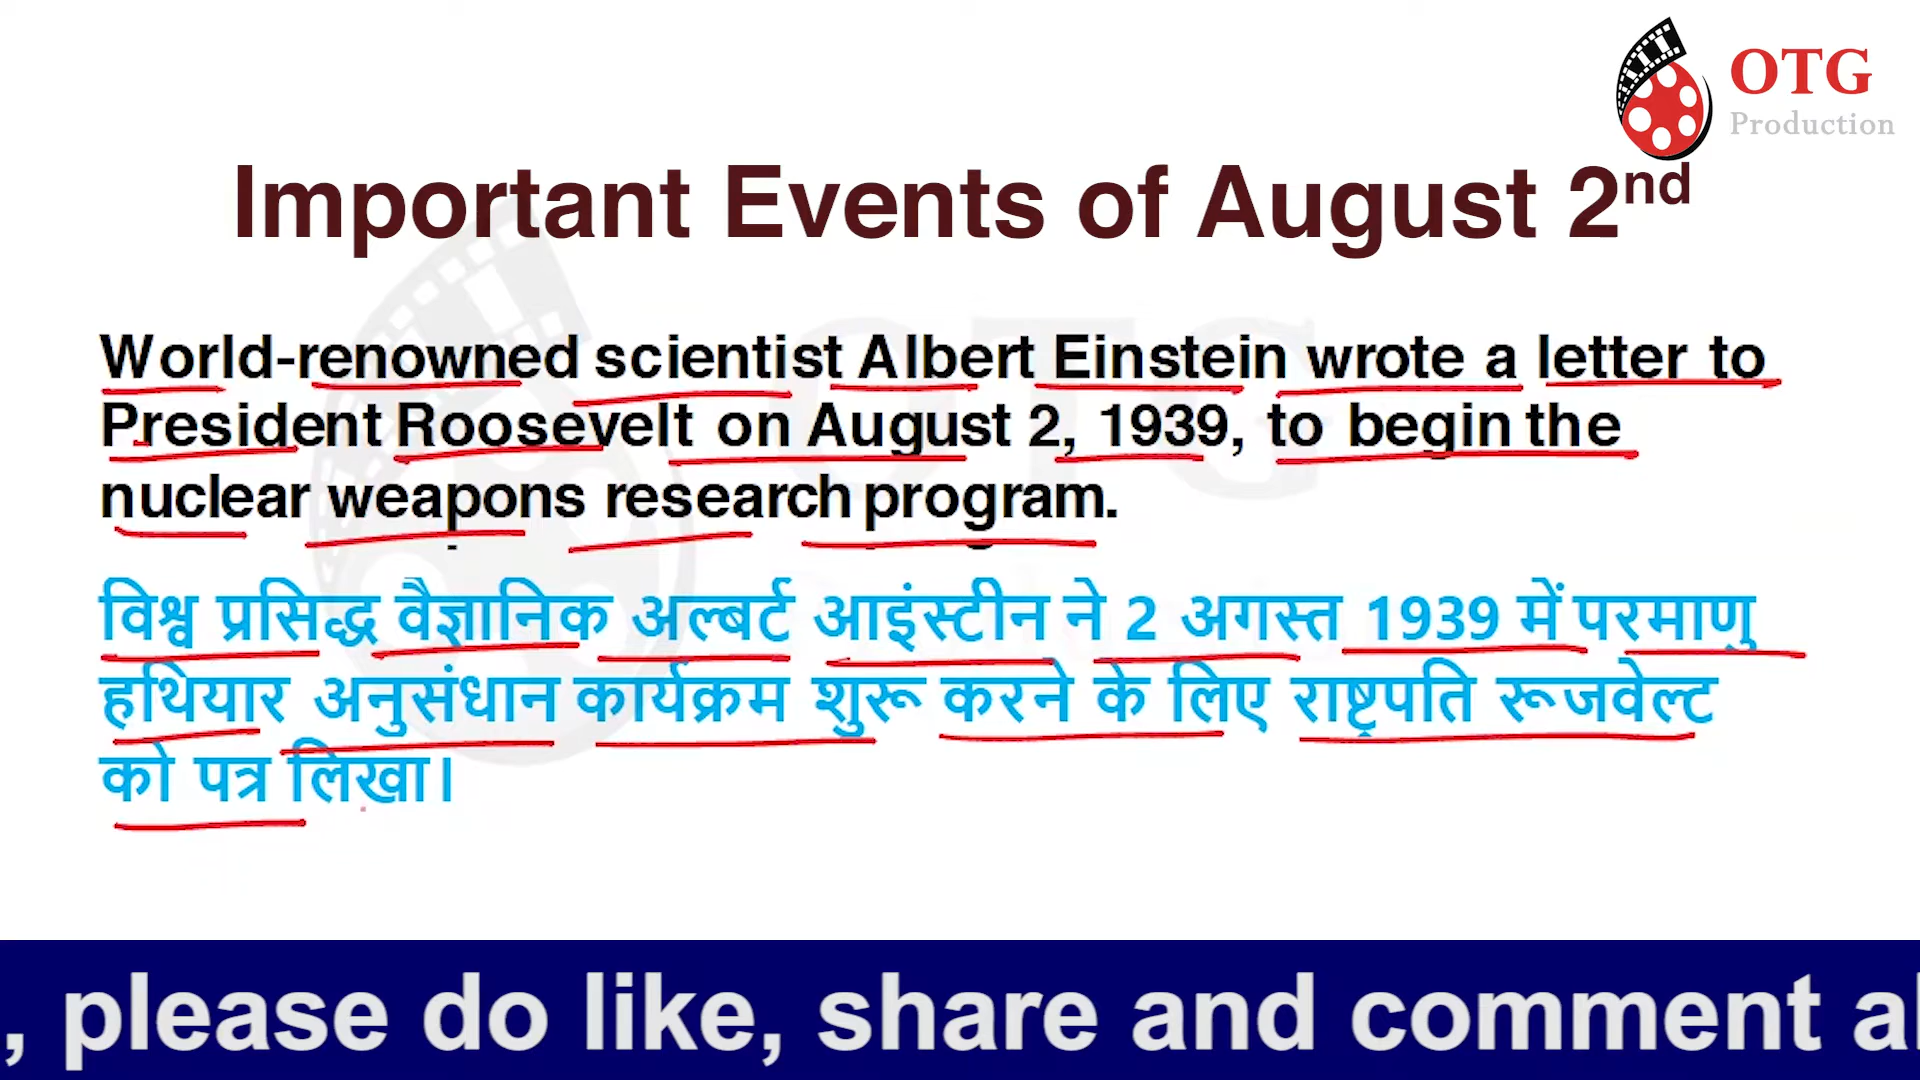 OTG
Production
Important Events of August 2nd
World-renowned scientist Albert Einstein wrote a letter to
President Roosevelt on August 2, 1939, to begin the
nuclear weapons research program.
विश्व प्रसिद्ध वैज्ञानिक अल्बर्ट आइंस्टीन ने 2 अगस्त 1939 में परमाणु
हथियार अनुसंधान कार्यक्रम शुरू करने के लिए राष्ट्रपति रूजवेल्ट
को पत्र लिखा।
, please do like, share and comment al